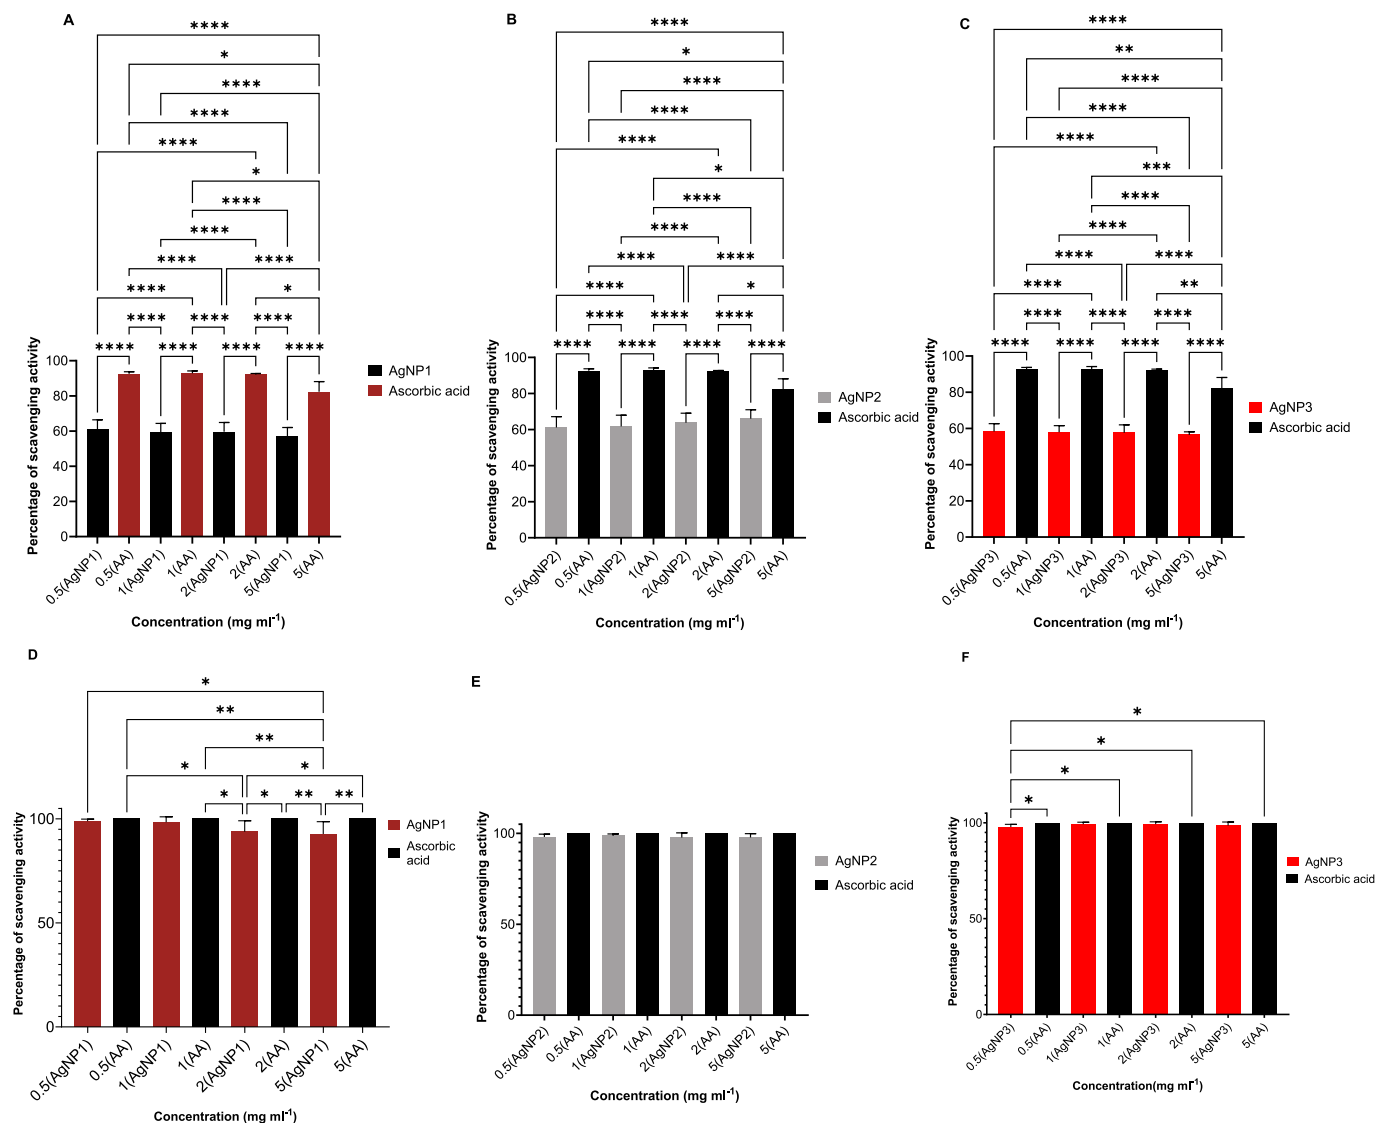 A
****
*
****
****
****
*
****
****
**** ****
**** *
**** **** ****
**** **** **** ****
Percentage of scavenging activity
100
80
60
40
20
0
AgNP1
Ascorbic acid
0.5(AgNP1)
0.5(AA)
1(AgNP1)
1(AA)
2(AgNP1)
2(AA)
5(AgNP1)
5(AA)
Concentration (mg ml-1)
B
****
*
****
****
****
*
****
****
**** ****
**** *
**** **** ****
**** **** **** ****
Percentage of scavenging activity
100
80
60
40
20
0
AgNP2
Ascorbic acid
0.5(AgNP2)
0.5(AA)
1(AgNP2)
1(AA)
2(AgNP2)
2(AA)
5(AgNP2)
5(AA)
Concentration (mg ml-1)
C
****
**
****
****
****
***
****
****
**** ****
**** **
**** **** ****
**** **** **** ****
Percentage of scavenging activity
100
80
60
40
20
0
AgNP3
Ascorbic acid
0.5(AgNP3)
0.5(AA)
1(AgNP3)
1(AA)
2(AgNP3)
2(AA)
5(AgNP3)
5(AA)
Concentration (mg ml-1)
D
*
**
**
* *
* * ** **
Percentage of scavenging activity
100
50
0
AgNP1
Ascorbic
acid
0.5(AgNP1)
0.5(AA)
1(AgNP1)
1(AA)
2(AgNP1)
2(AA)
5(AgNP1)
5(AA)
Concentration (mg ml-1)
E
Percentage of scavenging activity
100
50
0
AgNP2
Ascorbic acid
0.5(AgNP2)
0.5(AA)
1(AgNP2)
1(AA)
2(AgNP2)
2(AA)
5(AgNP2)
5(AA)
Concentration (mg ml-1)
F
*
*
*
*
Percentage of scavenging activity
100
50
0
AgNP3
Ascorbic acid
0.5(AgNP3)
0.5(AA)
1(AgNP3)
1(AA)
2(AgNP3)
2(AA)
5(AgNP3)
5(AA)
Concentration(mg ml-1)